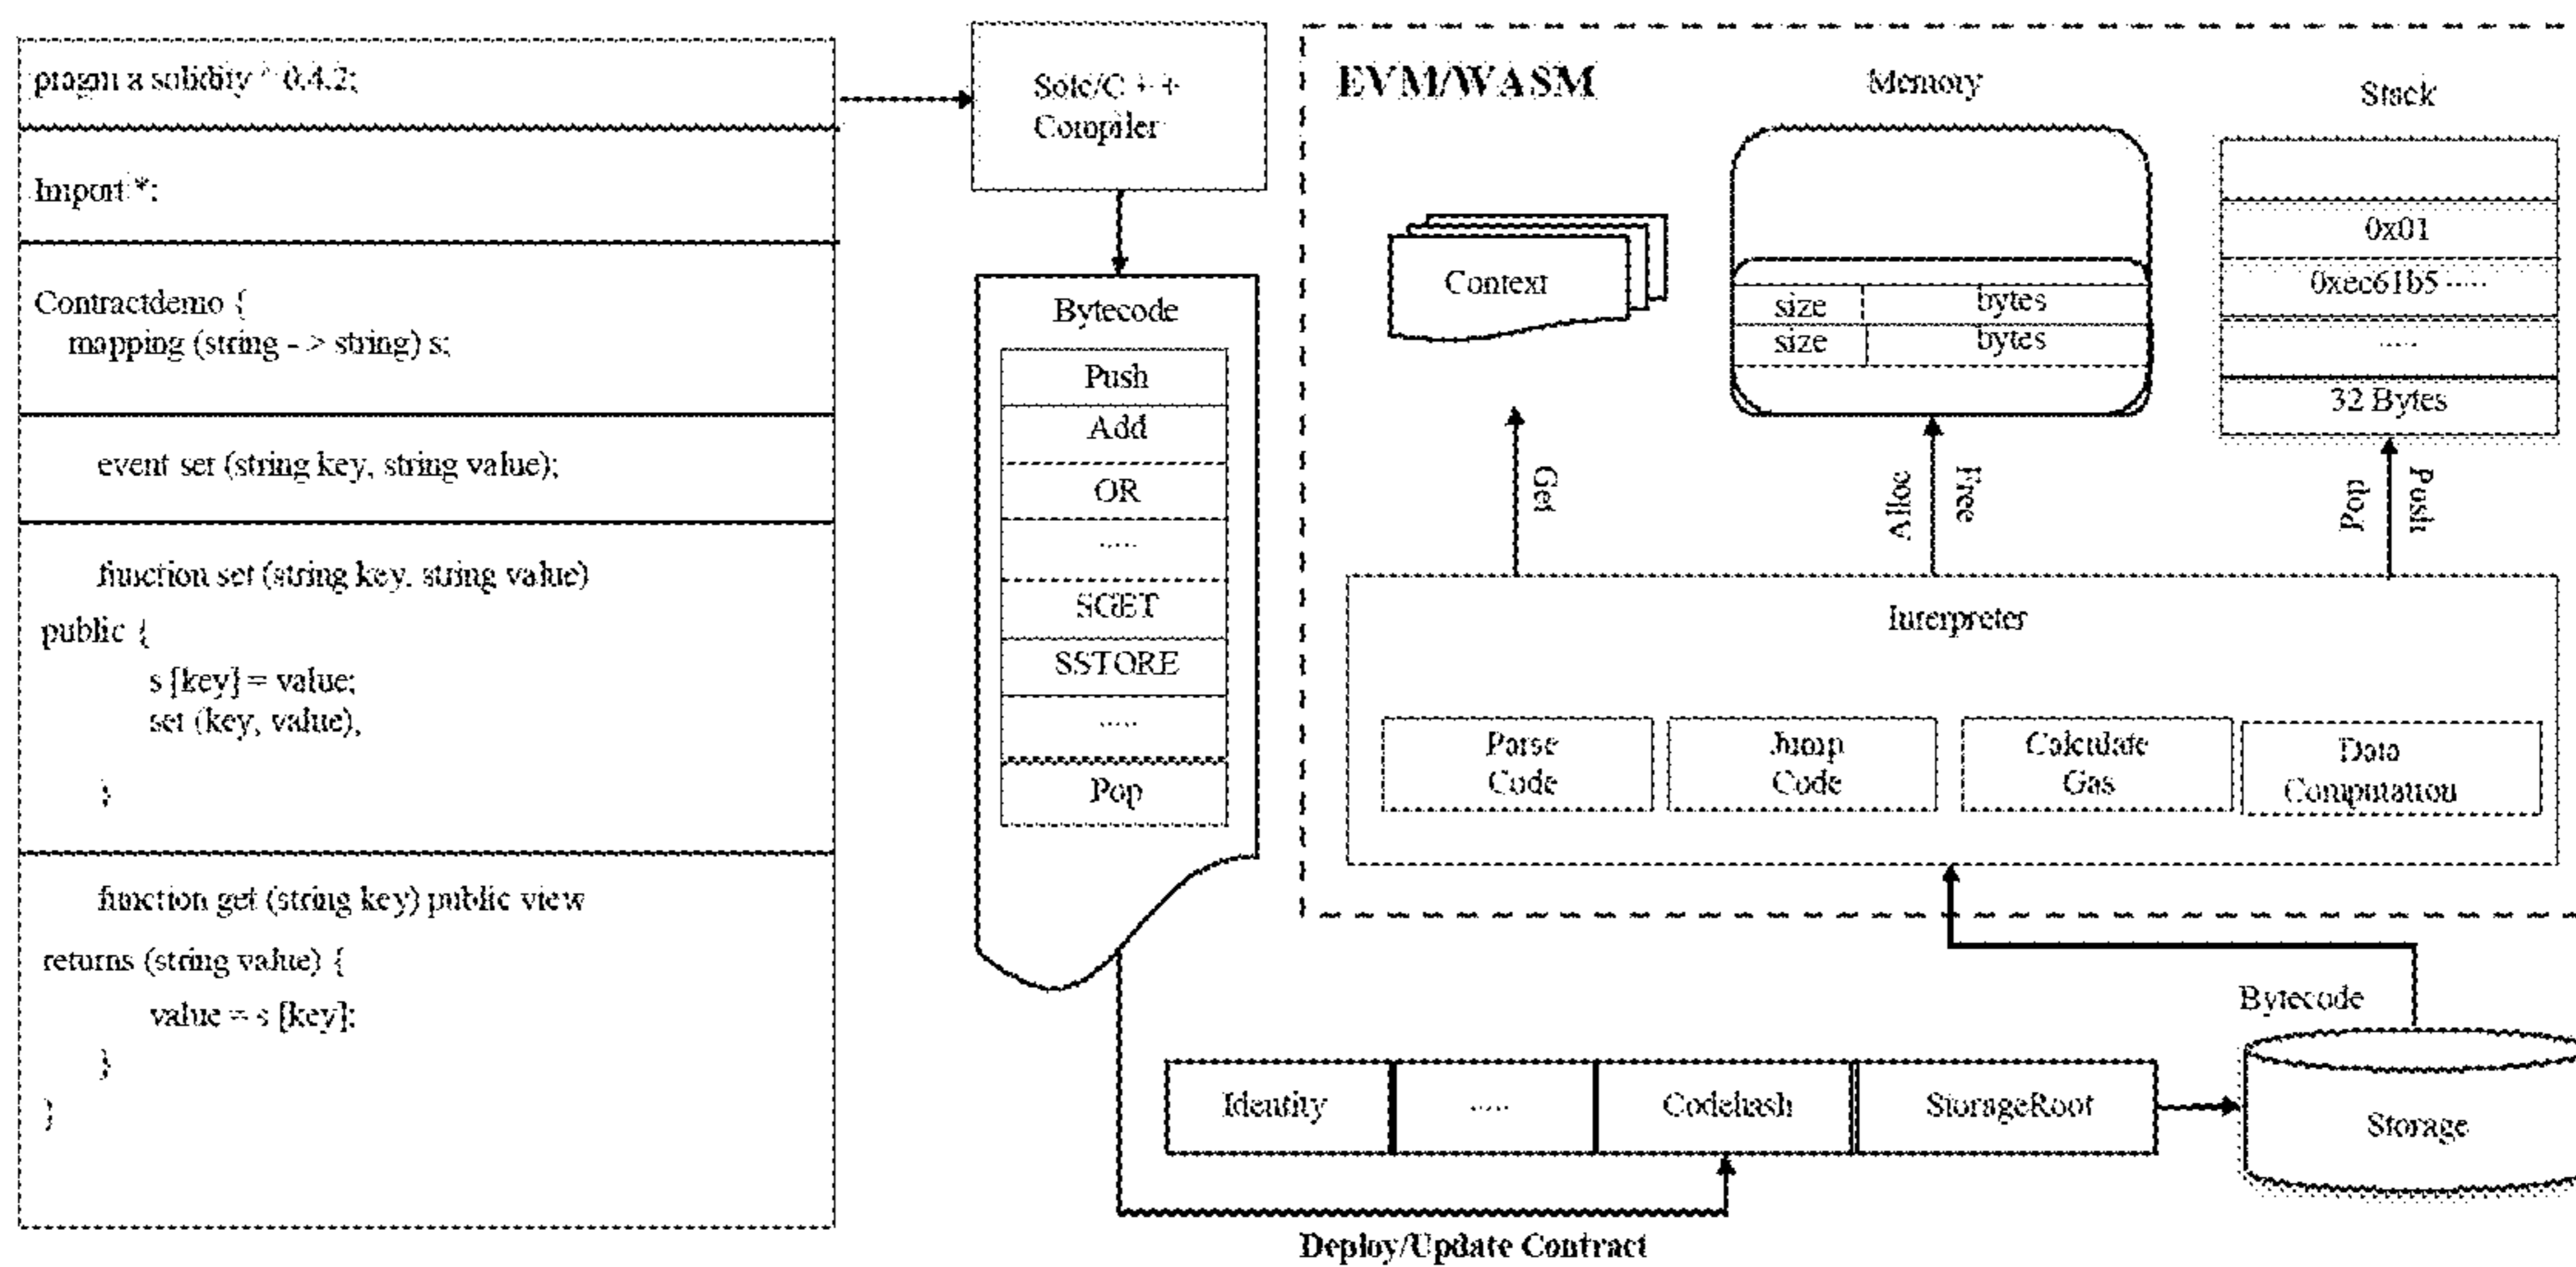 pragm a solidity ^ 0.4.2;
Import *;
Contractdemo {
mapping (string - > string) s;
event set (string key, string value);
function set (string key, string value)
public {
s [key] = value;
set (key, value),
}
function get (string key) public view
returns (string value) {
value = s [key];
}
}
Solc/C + +
Compiler
Bytecode
Push
Add
OR
.....
SGET
SSTORE
.....
Pop
EVM/WASM
Context
Memory
size bytes
size bytes
Stack
0x01
0xec61b5 .....
.....
32 Bytes
Get
Alloc
Free
Pop
Push
Interpreter
Parse
Code
Jump
Code
Calculate
Gas
Data
Computation
Bytecode
Identity
.....
Codehash
StorageRoot
Storage
Deploy/Update Contract